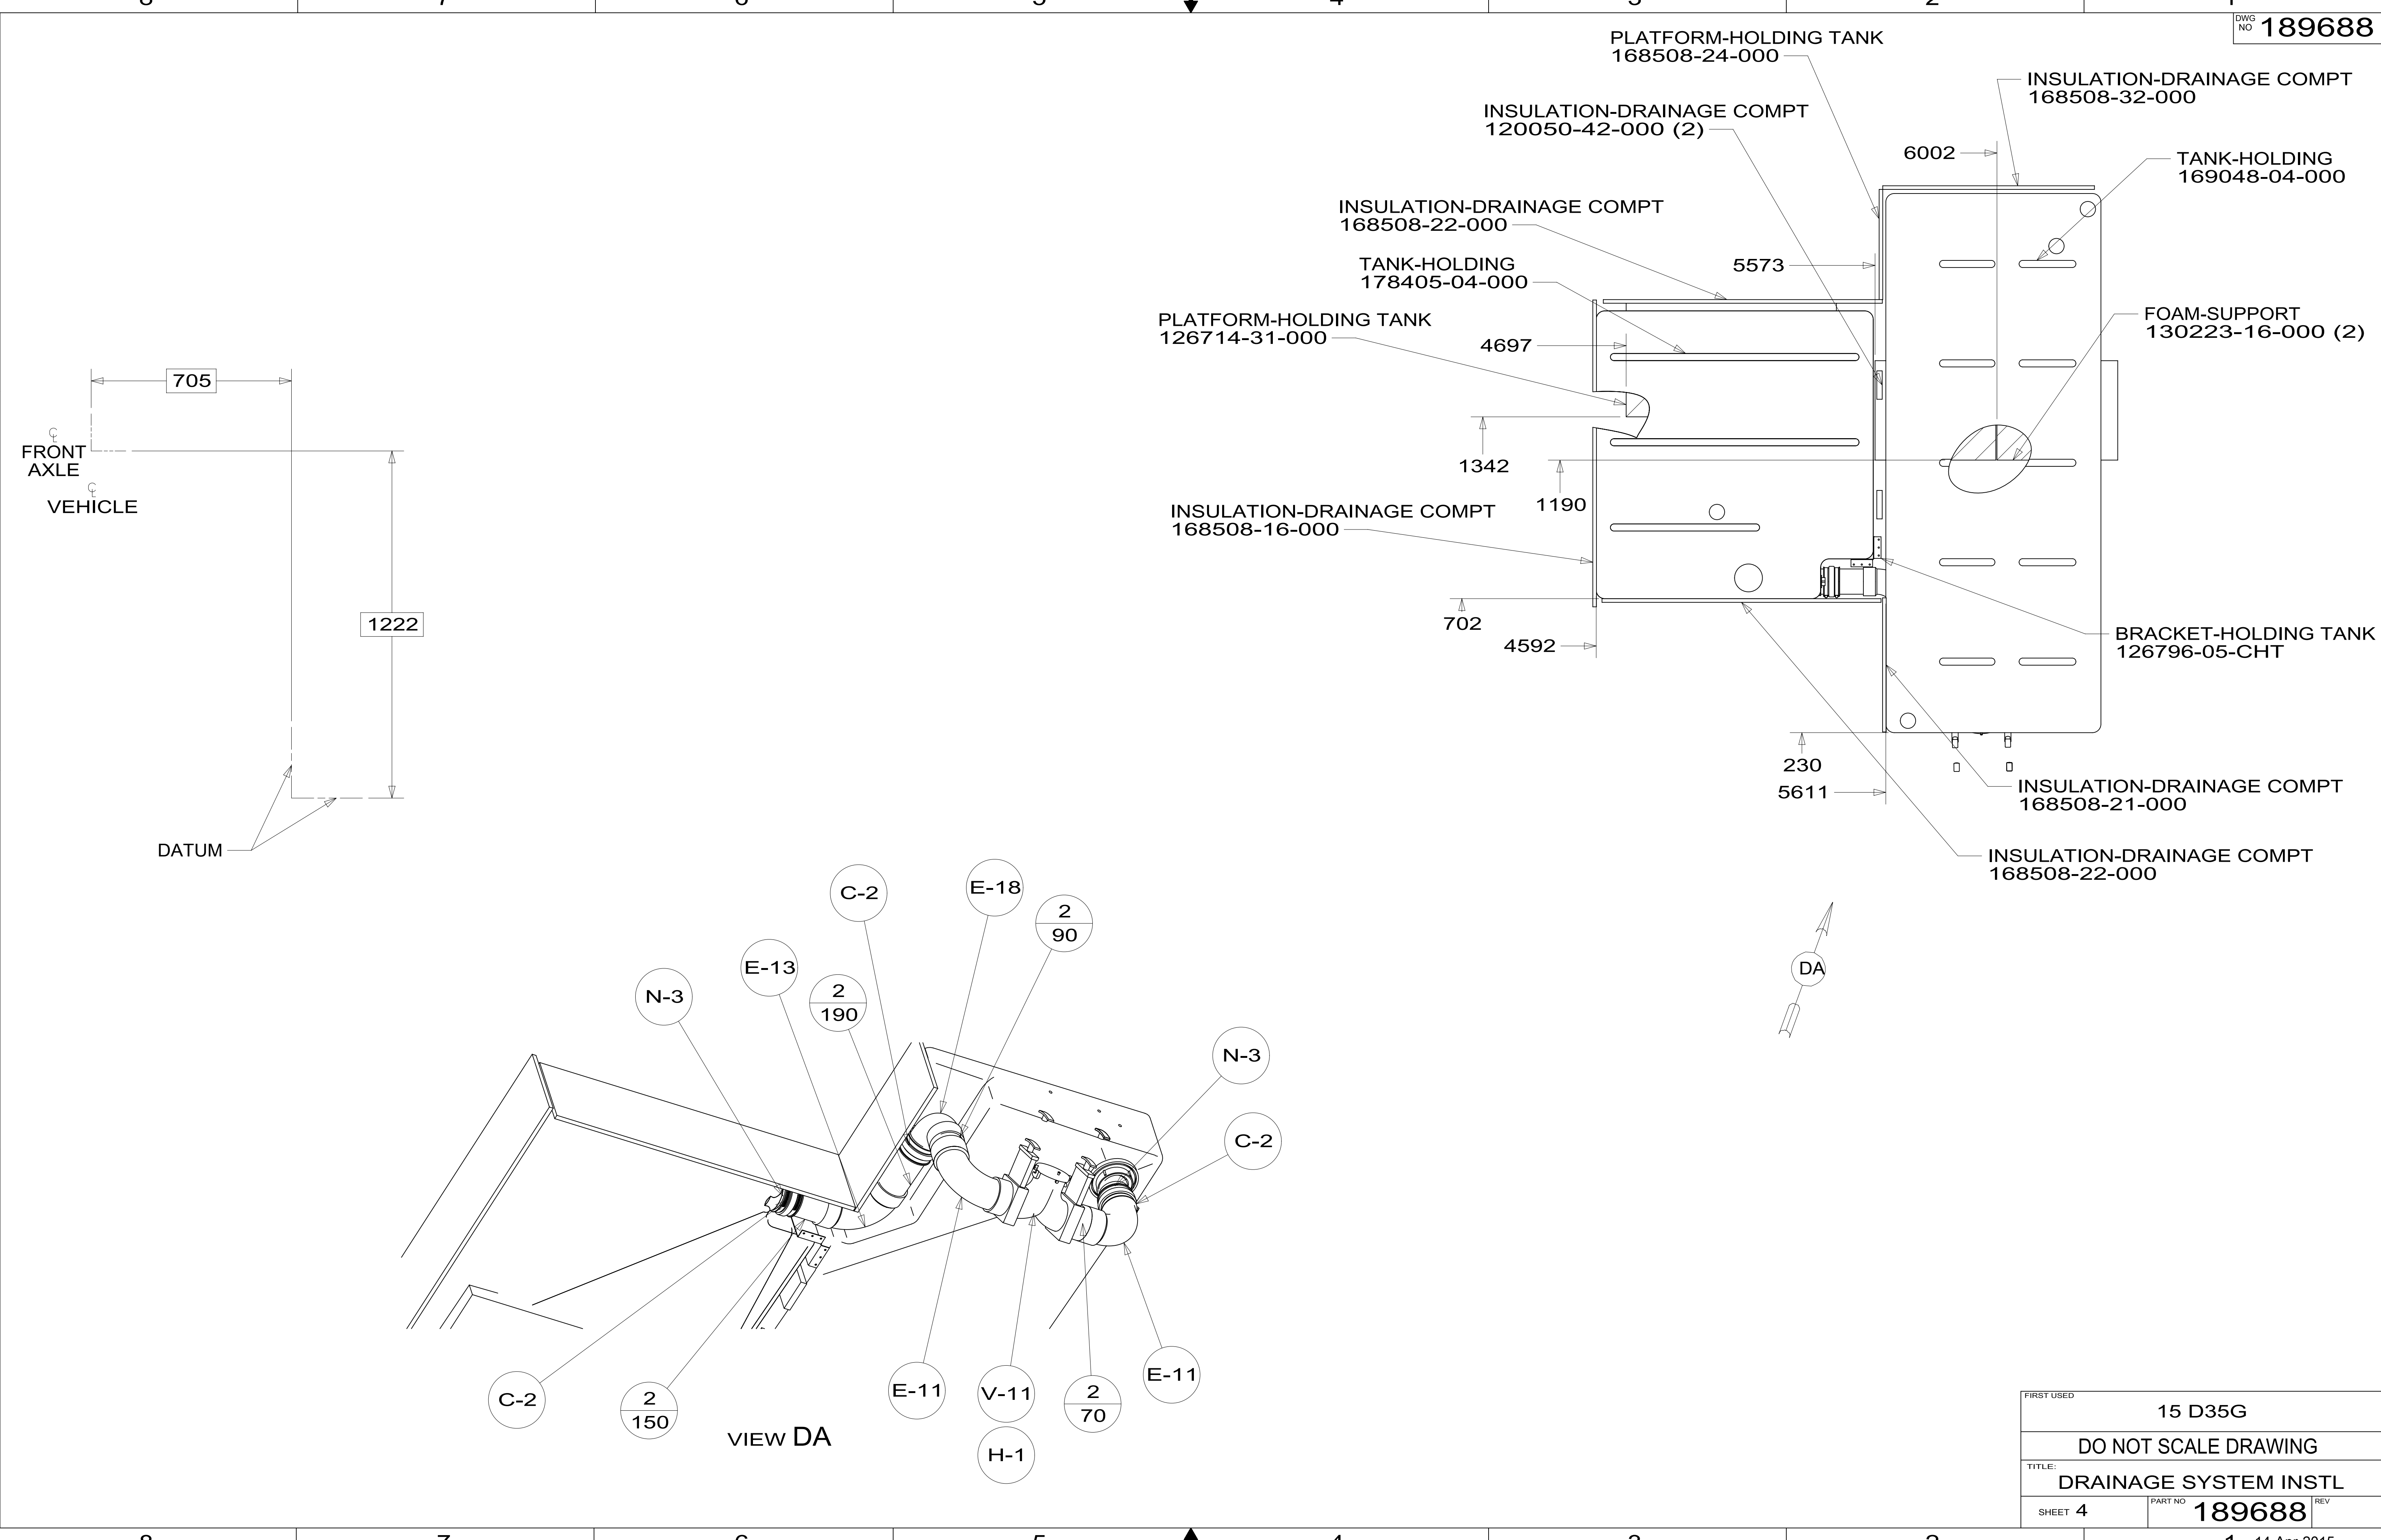 DWG
NO 189688
PLATFORM-HOLDING TANK
168508-24-000
INSULATION-DRAINAGE COMPT
168508-32-000
INSULATION-DRAINAGE COMPT
120050-42-000 (2)
6002
TANK-HOLDING
169048-04-000
INSULATION-DRAINAGE COMPT
168508-22-000
5573
TANK-HOLDING
178405-04-000
FOAM-SUPPORT
130223-16-000 (2)
PLATFORM-HOLDING TANK
126714-31-000
4697
705
FRONT
AXLE
VEHICLE
1342
1190
INSULATION-DRAINAGE COMPT
168508-16-000
1222
702
4592
BRACKET-HOLDING TANK
126796-05-CHT
230
5611
INSULATION-DRAINAGE COMPT
168508-21-000
DATUM
INSULATION-DRAINAGE COMPT
168508-22-000
C-2
E-18
2
90
E-13
2
190
N-3
DA
N-3
C-2
C-2
2
150
E-11
V-11
2
70
E-11
H-1
VIEW DA
FIRST USED
15 D35G
DO NOT SCALE DRAWING
TITLE:
DRAINAGE SYSTEM INSTL
SHEET 4
PART NO 189688
REV